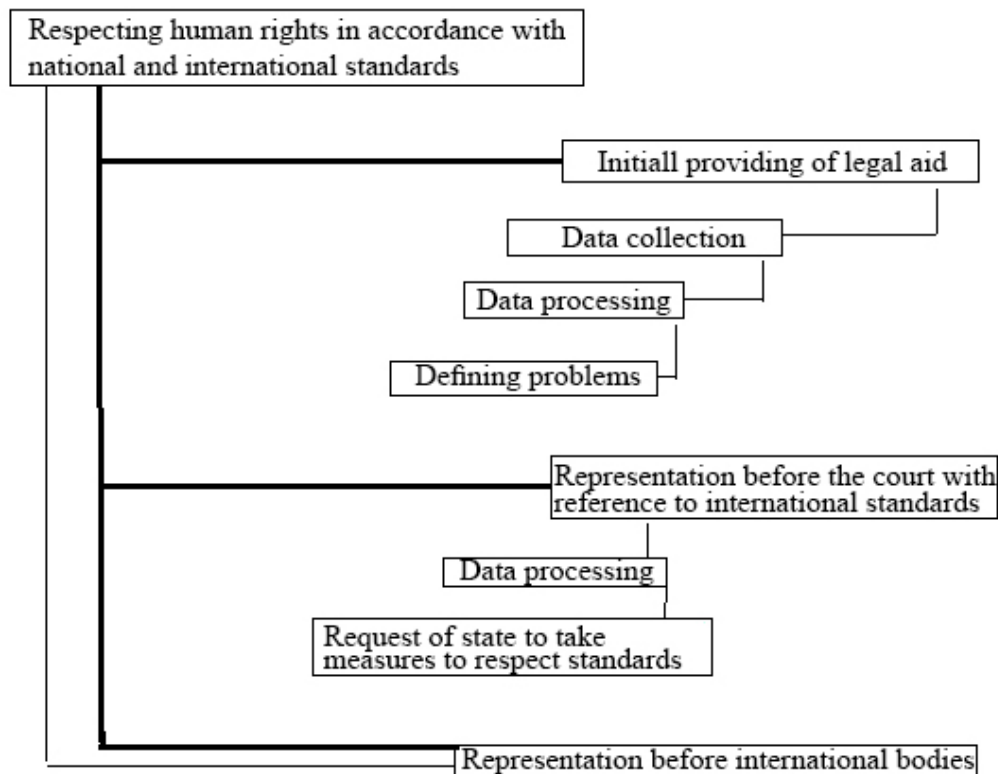 Respecting human rights in accordance with
national and international standards
Initiall providing of legal aid
Data collection
Data processing
Defining problems
Representation before the court with
reference to international standards
Data processing
Request of state to take
measures to respect standards
Representation before international bodies